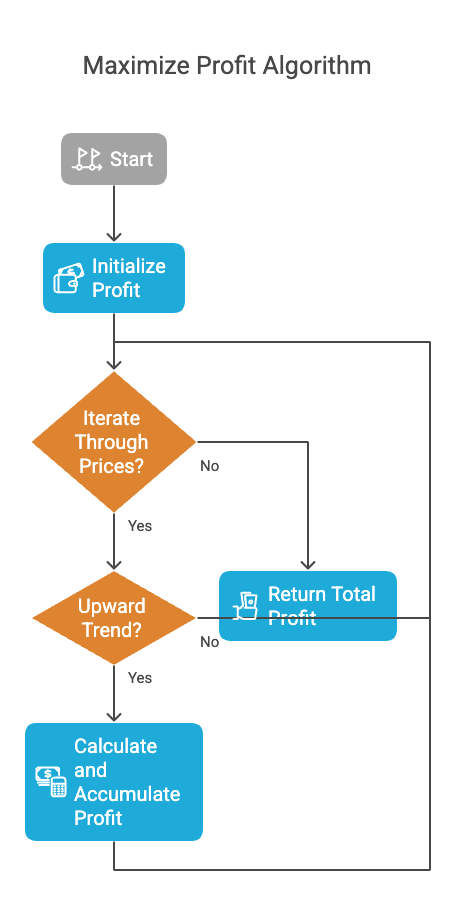 Maximize Profit Algorithm
Start
Initialize
Profit
Iterate
Through
Prices?
No
Yes
Upward
Trend?
Return Total
Profit
No
Yes
Calculate
and
Accumulate
Profit